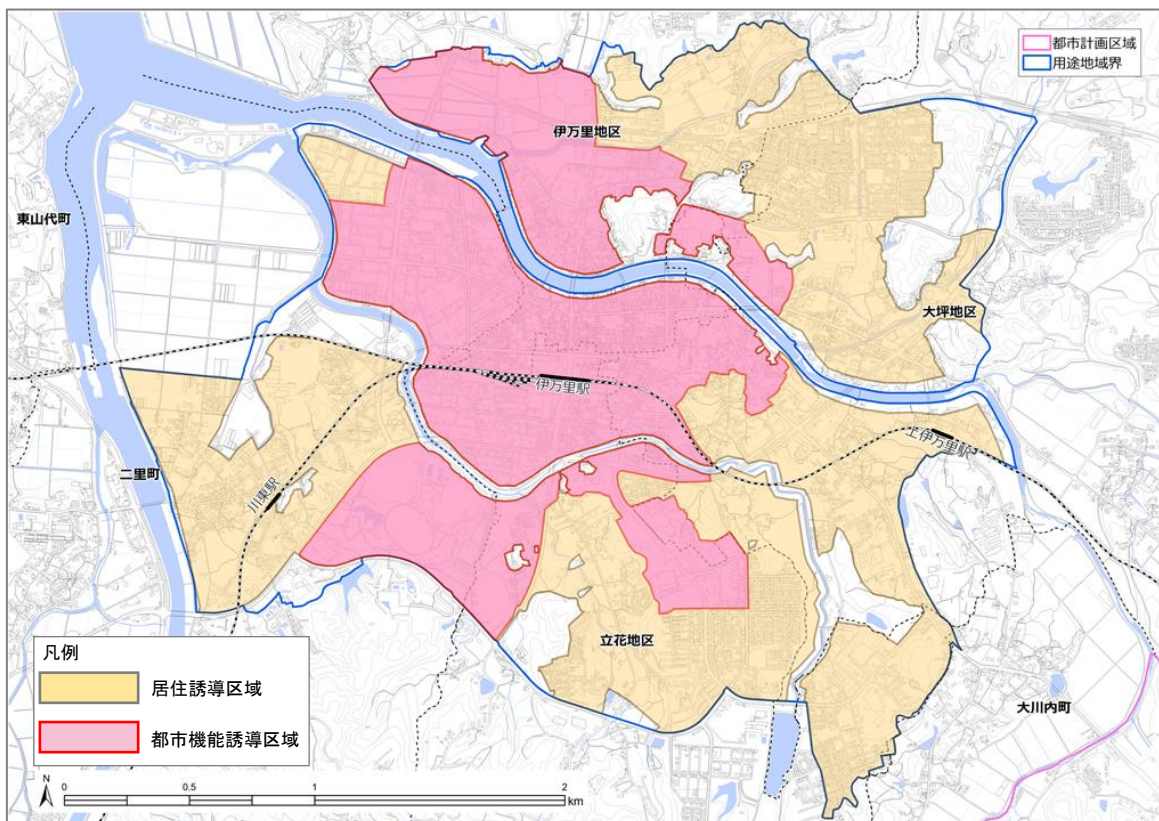 都市計画区域
用途地域界
伊万里地区
東山代町
大坪地区
伊万里駅
上伊万里駅
二里町
川東駅
立花地区
大川内町
凡例
居住誘導区域
都市機能誘導区域
N
0 0.5 1 2
km